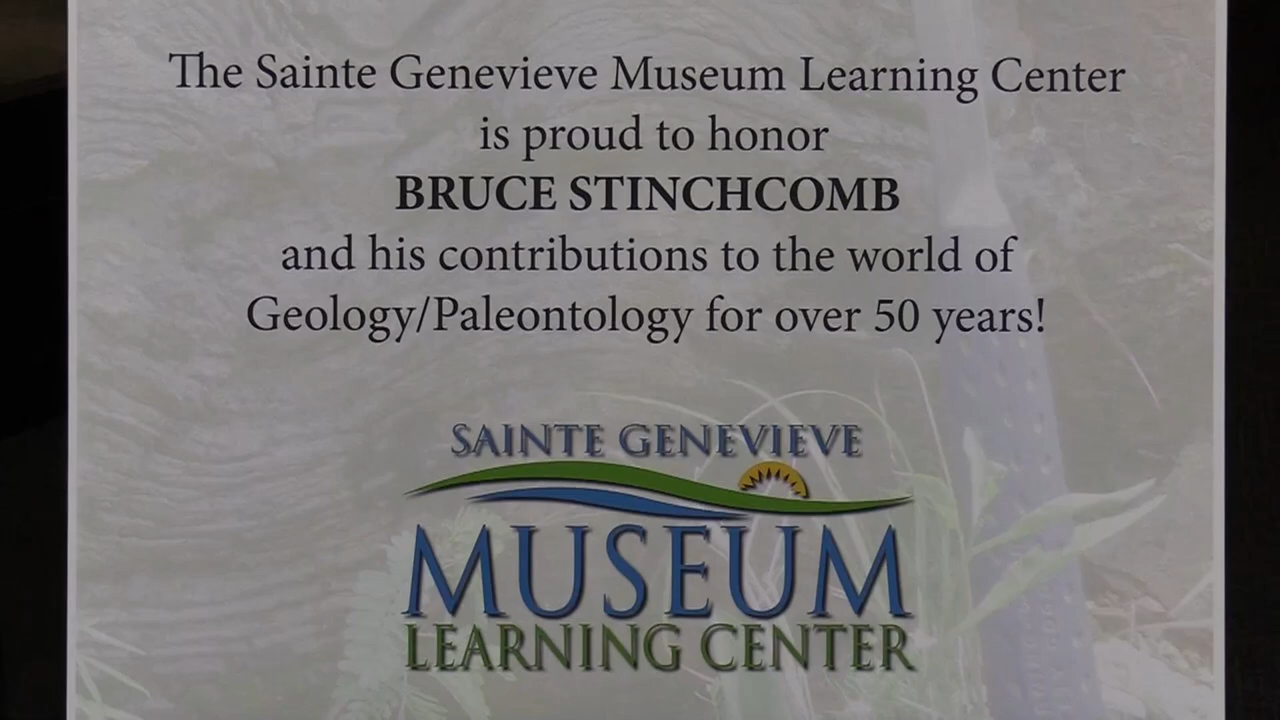 The Sainte Genevieve Museum Learning Center
is proud to honor
BRUCE STINCHCOMB
and his contributions to the world of
Geology/Paleontology for over 50 years!
SAINTE GENEVIEVE
MUSEUM
LEARNING CENTER